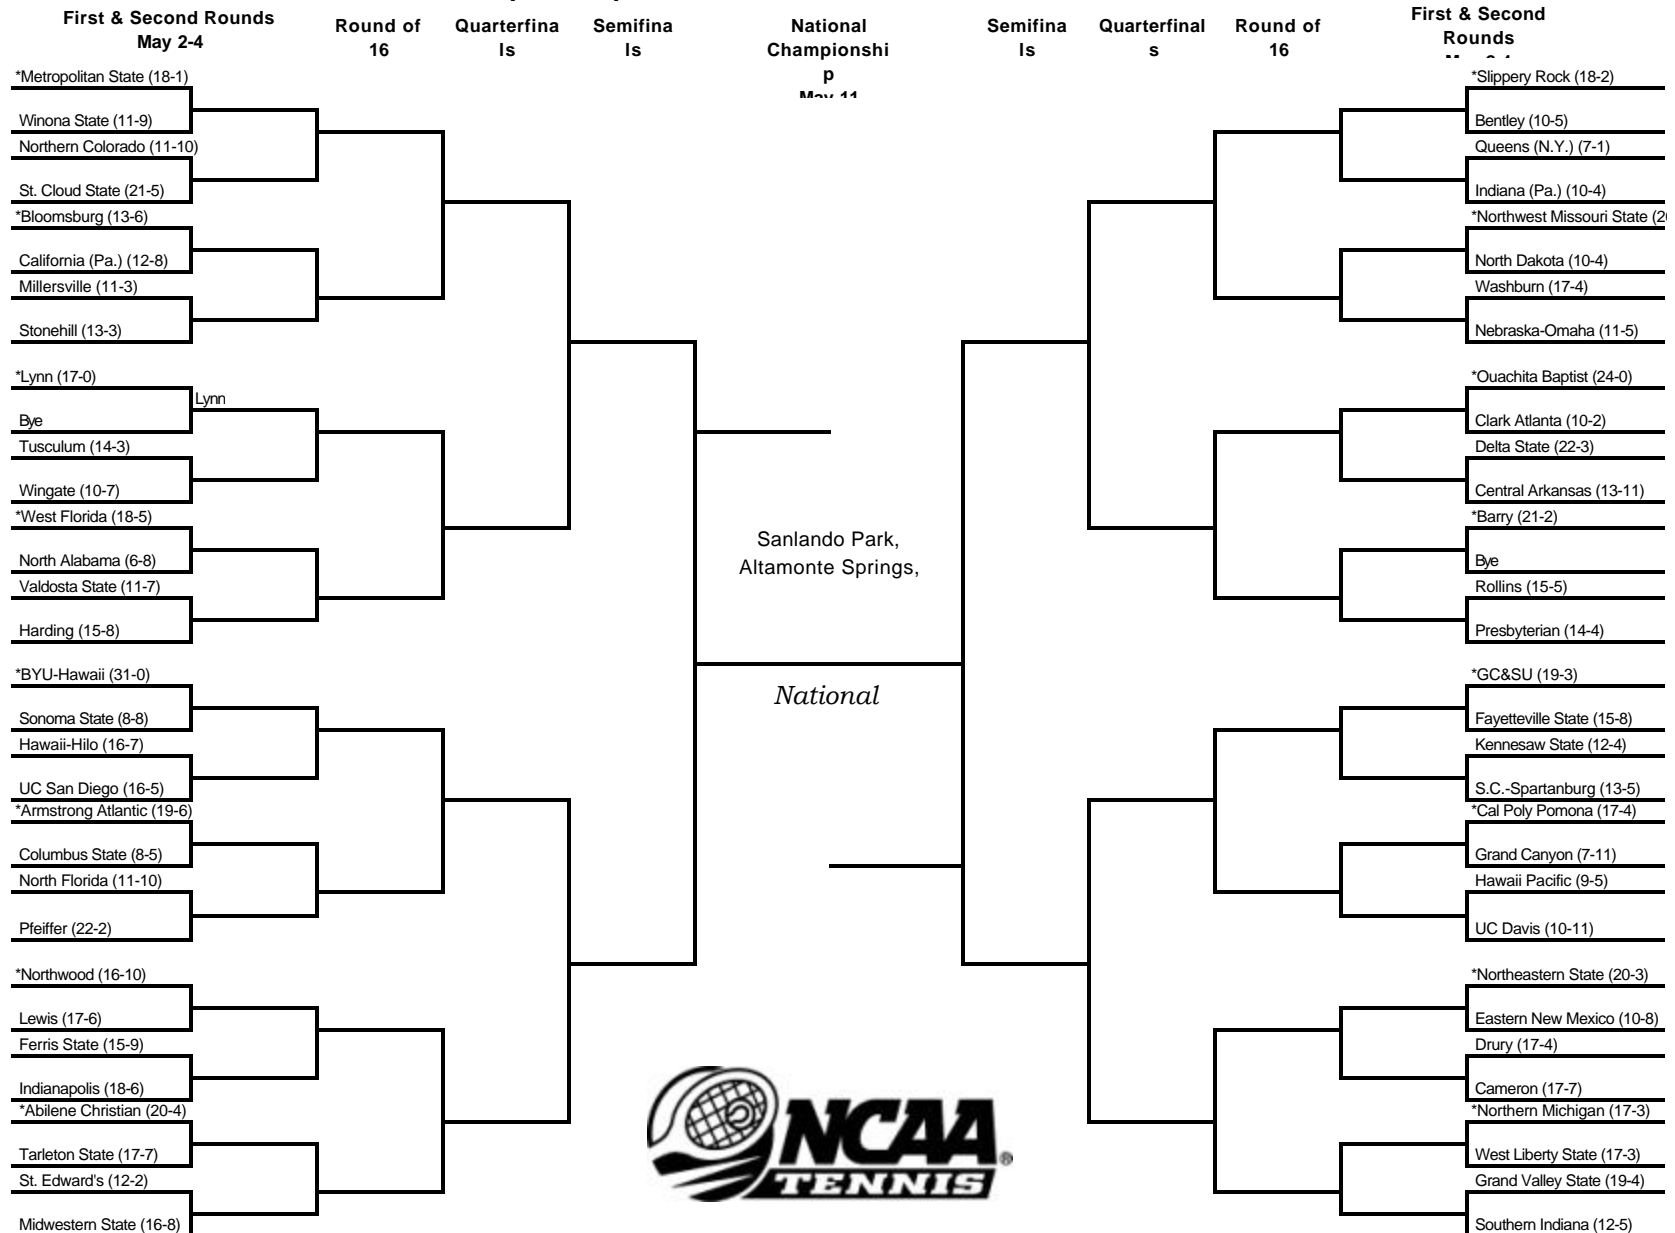 First & Second Rounds
May 2-4
Round of
16
Quarterfina
ls
Semifina
ls
National
Championshi
p
May 11
Semifina
ls
Quarterfinal
s
Round of
16
First & Second
Rounds
*Metropolitan State (18-1)
Winona State (11-9)
Northern Colorado (11-10)
St. Cloud State (21-5)
*Bloomsburg (13-6)
California (Pa.) (12-8)
Millersville (11-3)
Stonehill (13-3)
*Lynn (17-0)
Lynn
Bye
Tusculum (14-3)
Wingate (10-7)
*West Florida (18-5)
North Alabama (6-8)
Valdosta State (11-7)
Harding (15-8)
*BYU-Hawaii (31-0)
Sonoma State (8-8)
Hawaii-Hilo (16-7)
UC San Diego (16-5)
*Armstrong Atlantic (19-6)
Columbus State (8-5)
North Florida (11-10)
Pfeiffer (22-2)
*Northwood (16-10)
Lewis (17-6)
Ferris State (15-9)
Indianapolis (18-6)
*Abilene Christian (20-4)
Tarleton State (17-7)
St. Edward's (12-2)
Midwestern State (16-8)
Sanlando Park,
Altamonte Springs,
National
NCAA
TENNIS
®
*Slippery Rock (18-2)
Bentley (10-5)
Queens (N.Y.) (7-1)
Indiana (Pa.) (10-4)
*Northwest Missouri State
North Dakota (10-4)
Washburn (17-4)
Nebraska-Omaha (11-5)
*Ouachita Baptist (24-0)
Clark Atlanta (10-2)
Delta State (22-3)
Central Arkansas (13-11)
*Barry (21-2)
Bye
Rollins (15-5)
Presbyterian (14-4)
*GC&SU (19-3)
Fayetteville State (15-8)
Kennesaw State (12-4)
S.C.-Spartanburg (13-5)
*Cal Poly Pomona (17-4)
Grand Canyon (7-11)
Hawaii Pacific (9-5)
UC Davis (10-11)
*Northeastern State (20-3)
Eastern New Mexico (10-8)
Drury (17-4)
Cameron (17-7)
*Northern Michigan (17-3)
West Liberty State (17-3)
Grand Valley State (19-4)
Southern Indiana (12-5)